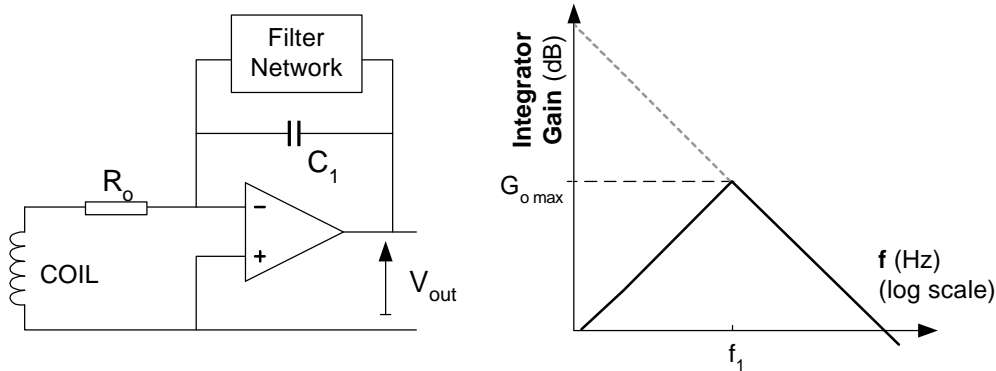 Filter
Network
C₁
Rₒ
−
+
COIL
Vout
Integrator
Gain (dB)
Gₒ max
f (Hz)
(log scale)
f₁